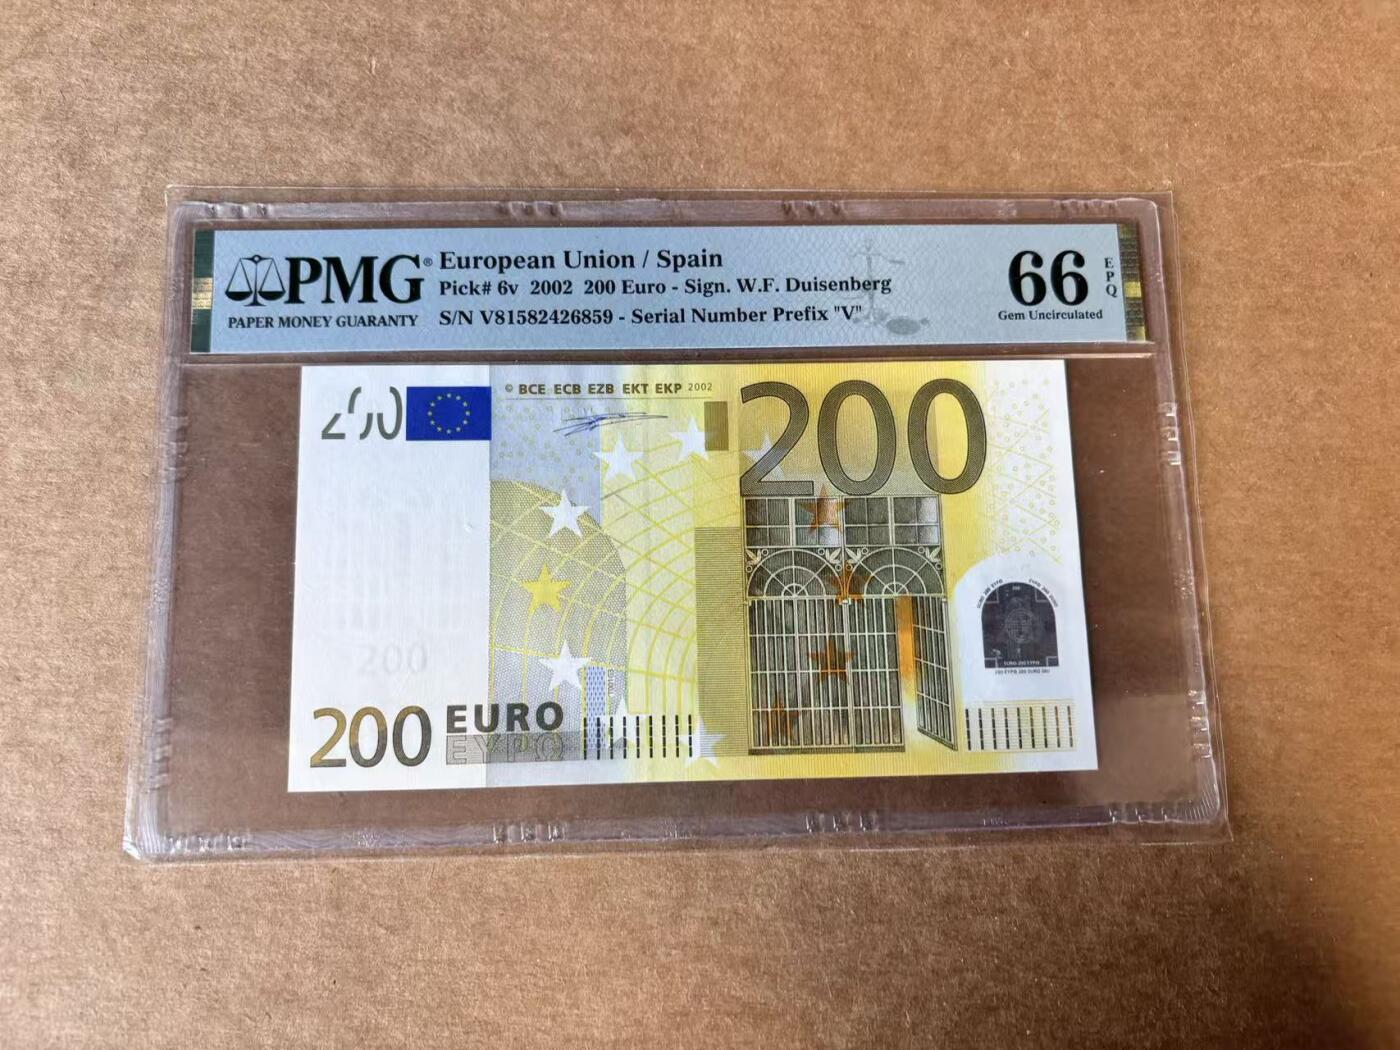 PMG®
PAPER MONEY GUARANTY
European Union / Spain
Pick# 6v 2002 200 Euro - Sign. W.F. Duisenberg
S/N V81582426859 - Serial Number Prefix "V"
66
EPQ
Gem Uncirculated
© BCE ECB EZB EKT EKP 2002
200
200
200 EURO
ΕΥΡΩ